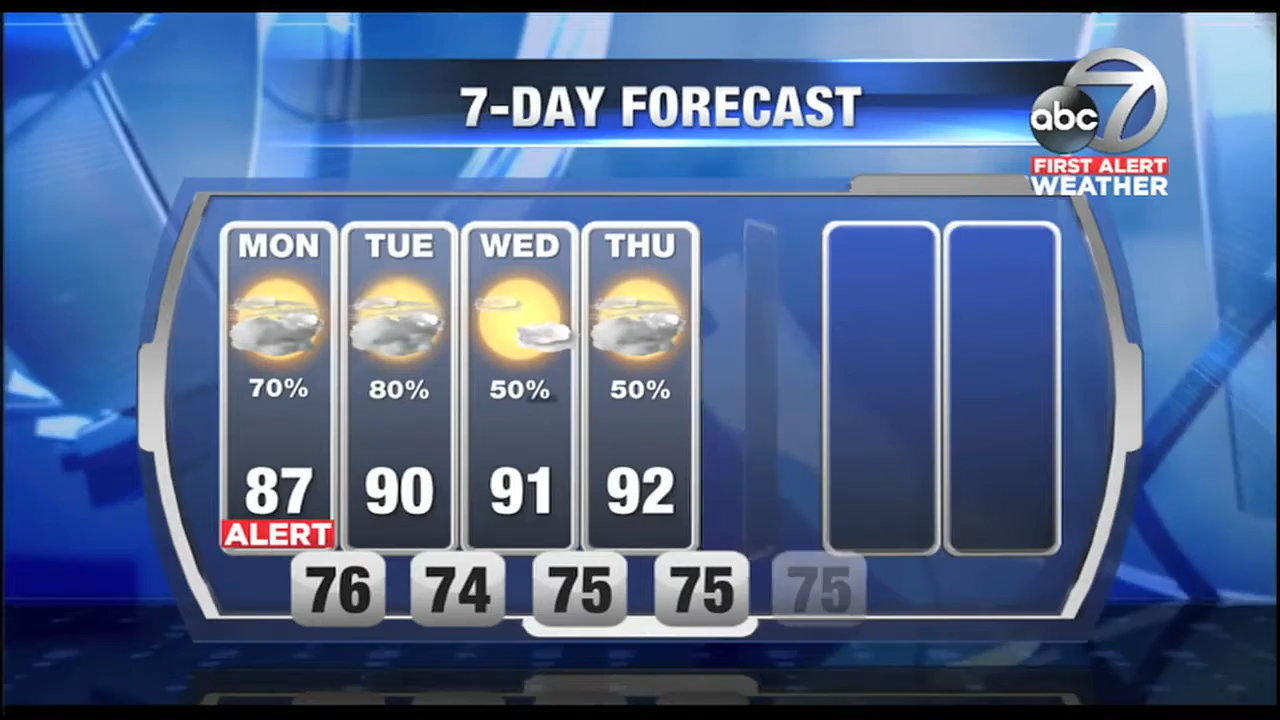 7-DAY FORECAST
abc 7
FIRST ALERT
WEATHER
MON TUE WED THU
70% 80% 50% 50%
87 90 91 92
ALERT
76 74 75 75 75